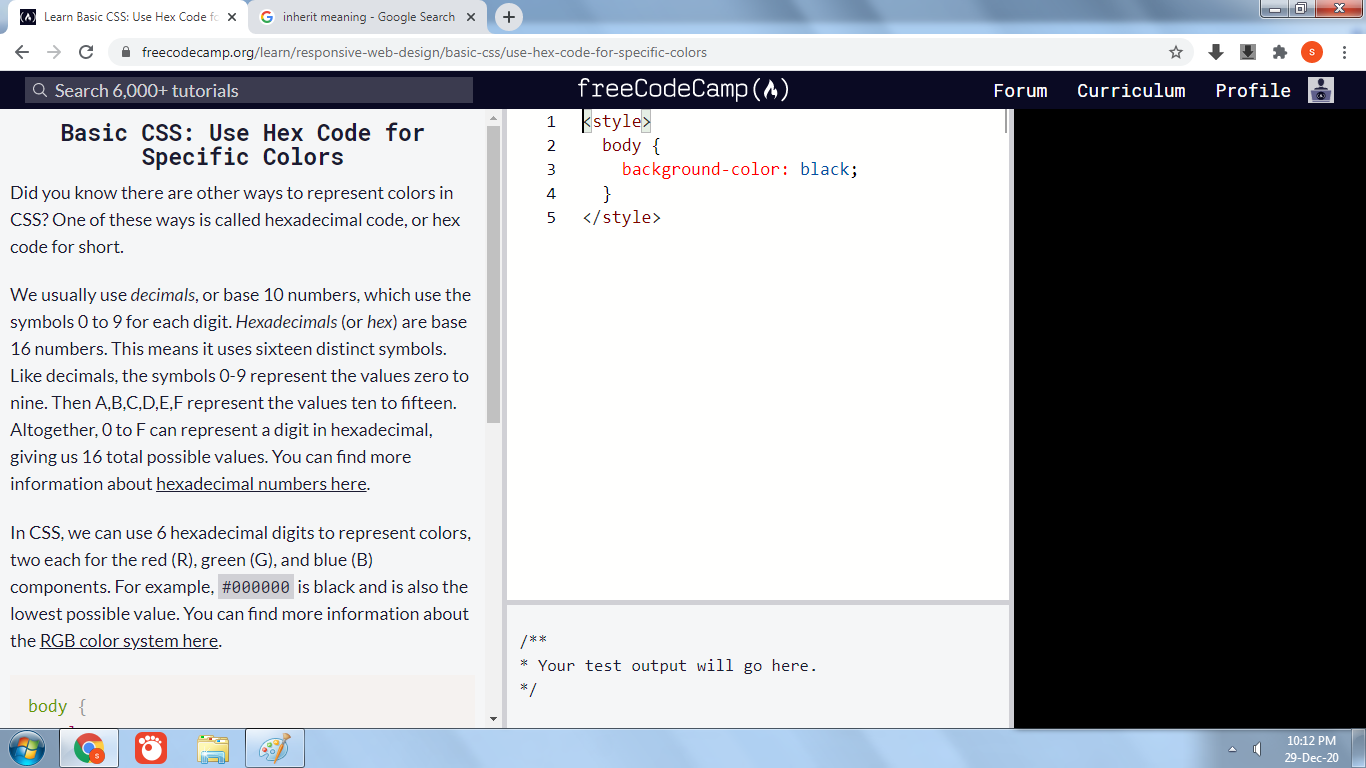 Learn Basic CSS: Use Hex Code fo
inherit meaning - Google Search
freecodecamp.org/learn/responsive-web-design/basic-css/use-hex-code-for-specific-colors
S
Search 6,000+ tutorials
freeCodeCamp
Forum
Curriculum
Profile
Basic CSS: Use Hex Code for
Specific Colors
Did you know there are other ways to represent colors in
CSS? One of these ways is called hexadecimal code, or hex
code for short.
We usually use decimals, or base 10 numbers, which use the
symbols 0 to 9 for each digit. Hexadecimals (or hex) are base
16 numbers. This means it uses sixteen distinct symbols.
Like decimals, the symbols 0-9 represent the values zero to
nine. Then A,B,C,D,E,F represent the values ten to fifteen.
Altogether, 0 to F can represent a digit in hexadecimal,
giving us 16 total possible values. You can find more
information about hexadecimal numbers here.
In CSS, we can use 6 hexadecimal digits to represent colors,
two each for the red (R), green (G), and blue (B)
components. For example, #000000 is black and is also the
lowest possible value. You can find more information about
the RGB color system here.
body {
1 <style>
2 body {
3 background-color: black;
4 }
5 </style>
/**
* Your test output will go here.
*/
10:12 PM
29-Dec-20